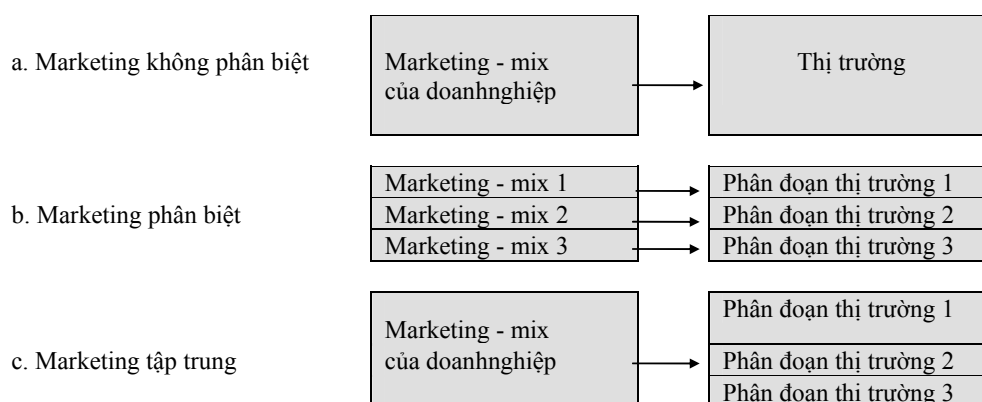 a. Marketing không phân biệt
Marketing - mix
của doanhnghiệp
Thị trường
b. Marketing phân biệt
Marketing - mix 1
Phân đoạn thị trường 1
Marketing - mix 2
Phân đoạn thị trường 2
Marketing - mix 3
Phân đoạn thị trường 3
c. Marketing tập trung
Marketing - mix
của doanhnghiệp
Phân đoạn thị trường 1
Phân đoạn thị trường 2
Phân đoạn thị trường 3